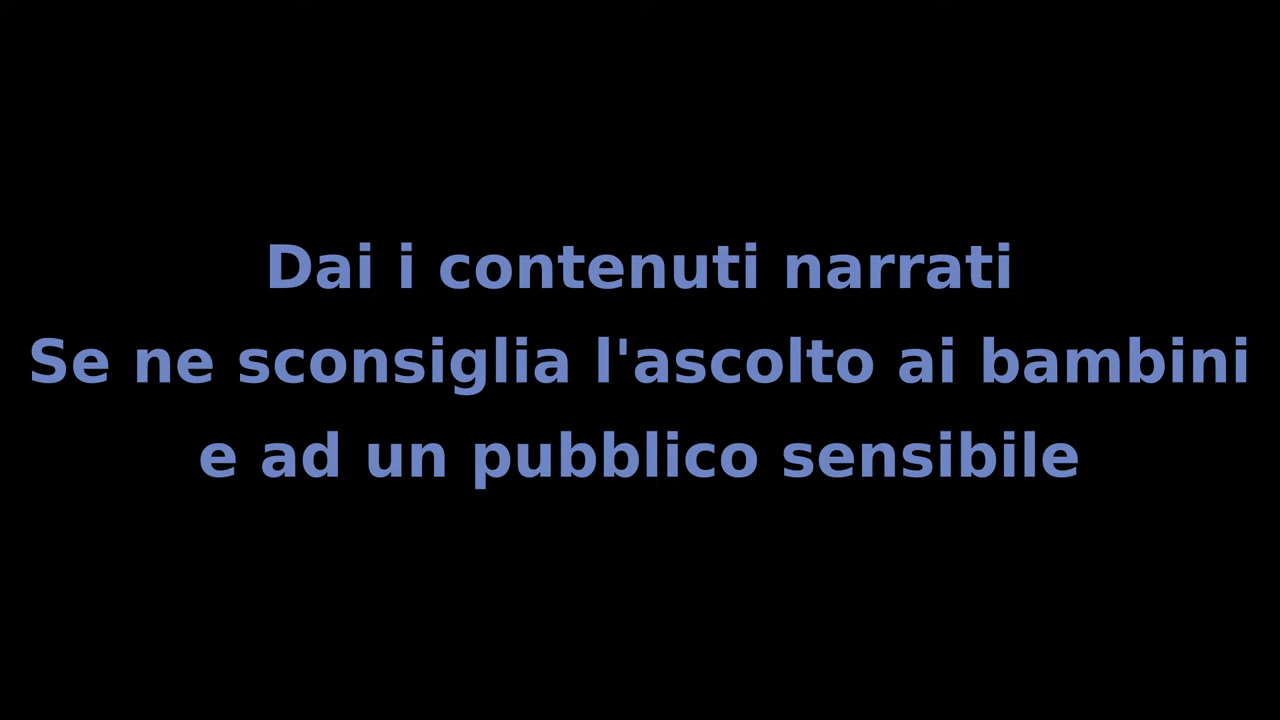 Dai i contenuti narrati
Se ne sconsiglia l'ascolto ai bambini
e ad un pubblico sensibile